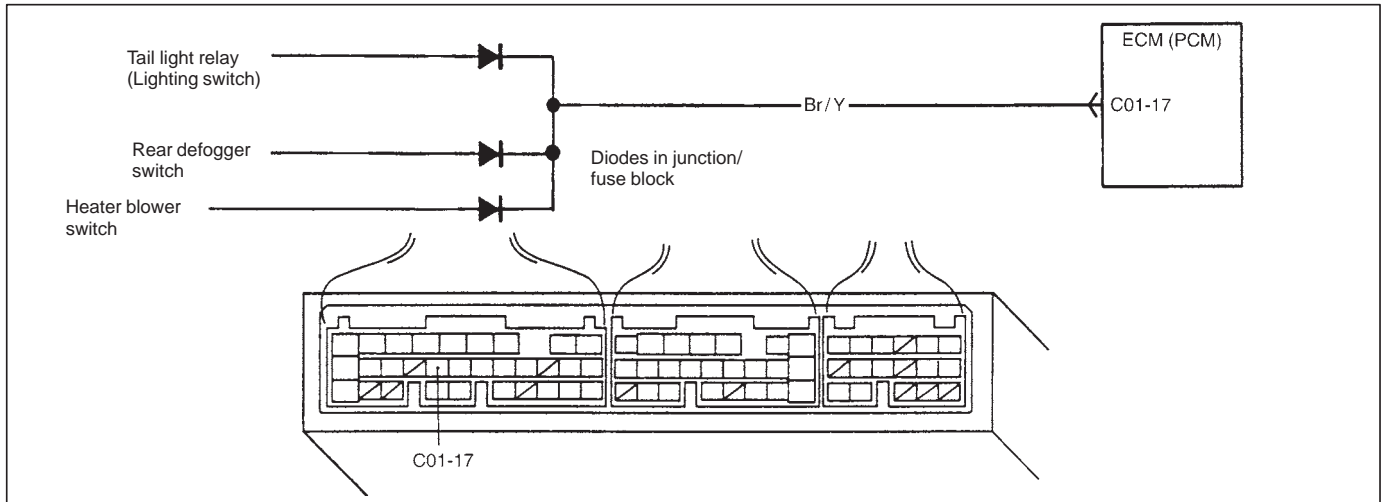 Tail light relay
(Lighting switch)
Rear defogger
switch
Heater blower
switch
Diodes in junction/
fuse block
Br/Y
ECM (PCM)
C01-17
C01-17